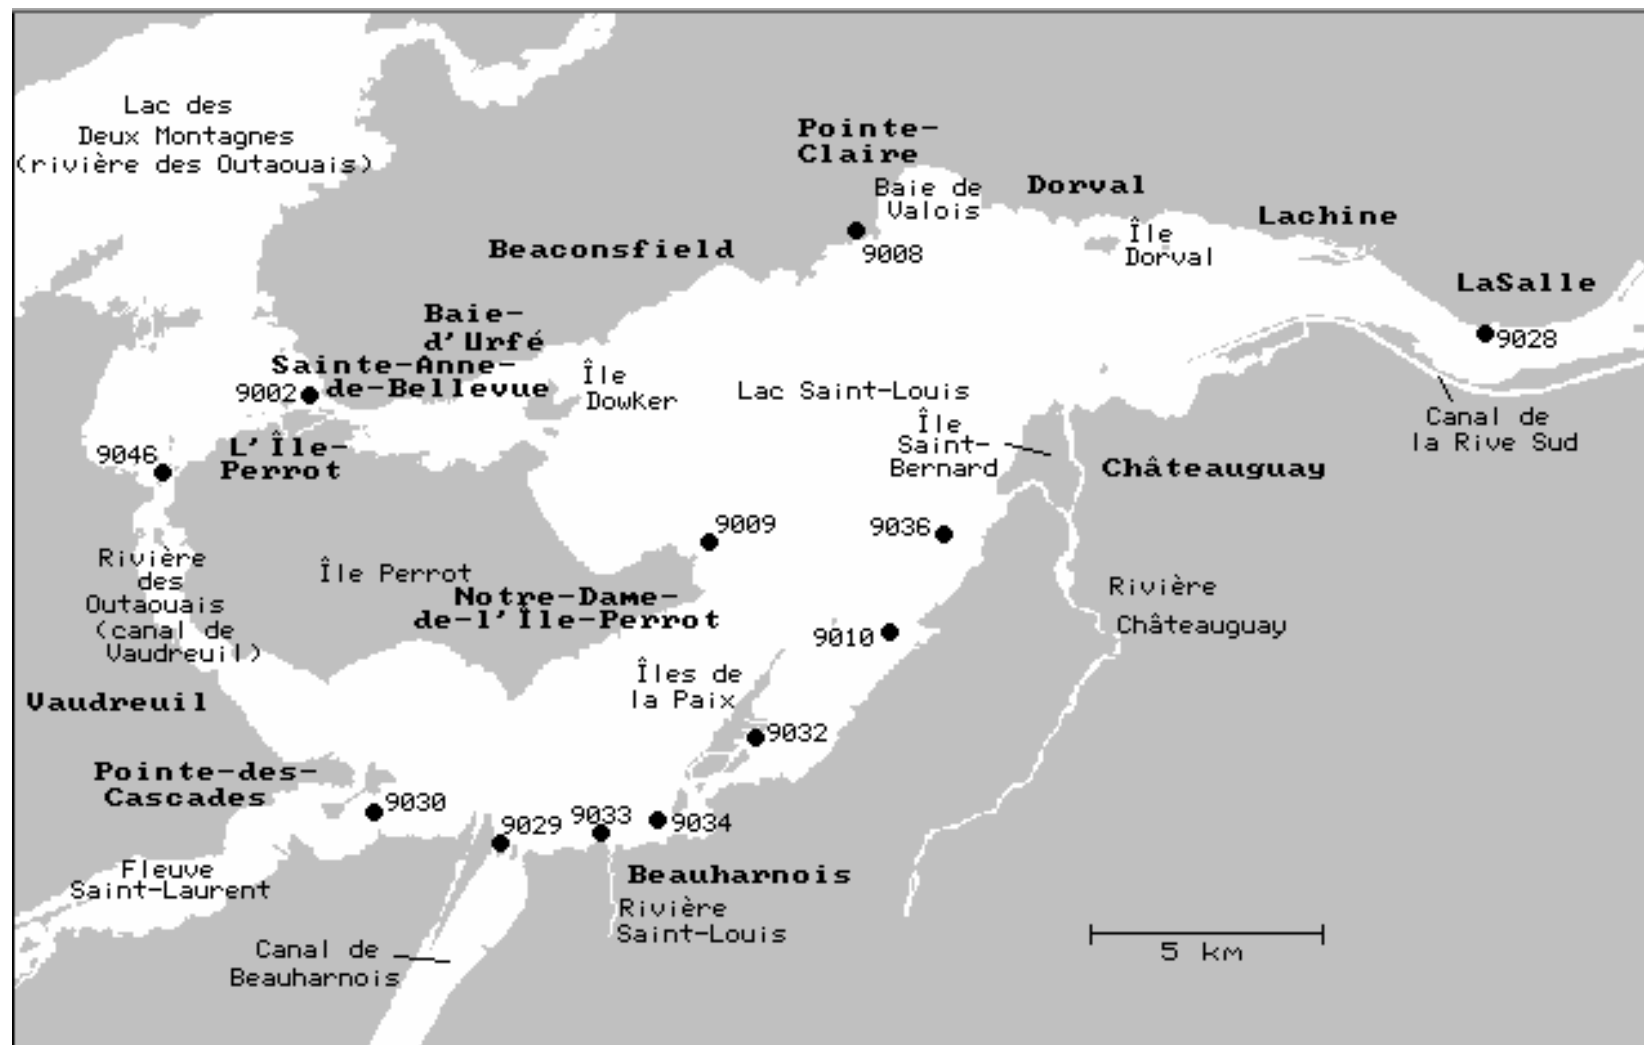 Lac des
Deux Montagnes
(rivière des Outaouais)
Pointe-
Claire
Baie de
Valois
Dorval
Lachine
Île
Dorval
9008
Beaconsfield
LaSalle
9028
Baie-
d'Urfé
Sainte-Anne-
de-Bellevue
9002
Île
Dowker
Lac Saint-Louis
Île
Saint-
Bernard
Canal de
la Rive Sud
L'Île-
Perrot
9046
Châteauguay
9009
9036
Rivière
des
Outaouais
(canal de
Vaudreuil)
Île Perrot
Notre-Dame-
de-l'Île-Perrot
Rivière
Châteauguay
9010
Îles de
la Paix
Vaudreuil
9032
Pointe-des-
Cascades
9030
9029
9033
9034
Fleuve
Saint-Laurent
Beauharnois
Rivière
Saint-Louis
Canal de
Beauharnois
5 km